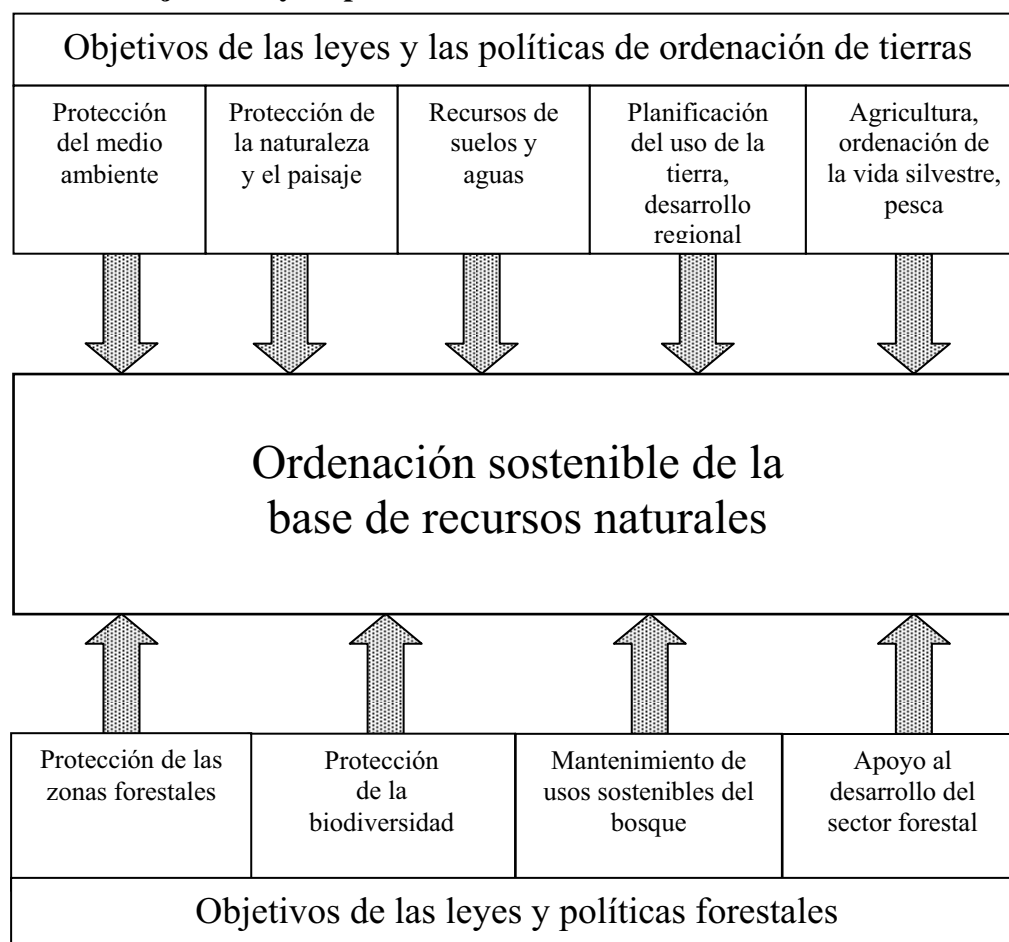 Objetivos de las leyes y las políticas de ordenación de tierras
Protección
del medio
ambiente
Protección de
la naturaleza
y el paisaje
Recursos de
suelos y
aguas
Planificación
del uso de la
tierra,
desarrollo
regional
Agricultura,
ordenación de
la vida silvestre,
pesca
Ordenación sostenible de la
base de recursos naturales
Protección de las
zonas forestales
Protección
de la
biodiversidad
Mantenimiento de
usos sostenibles del
bosque
Apoyo al
desarrollo del
sector forestal
Objetivos de las leyes y políticas forestales